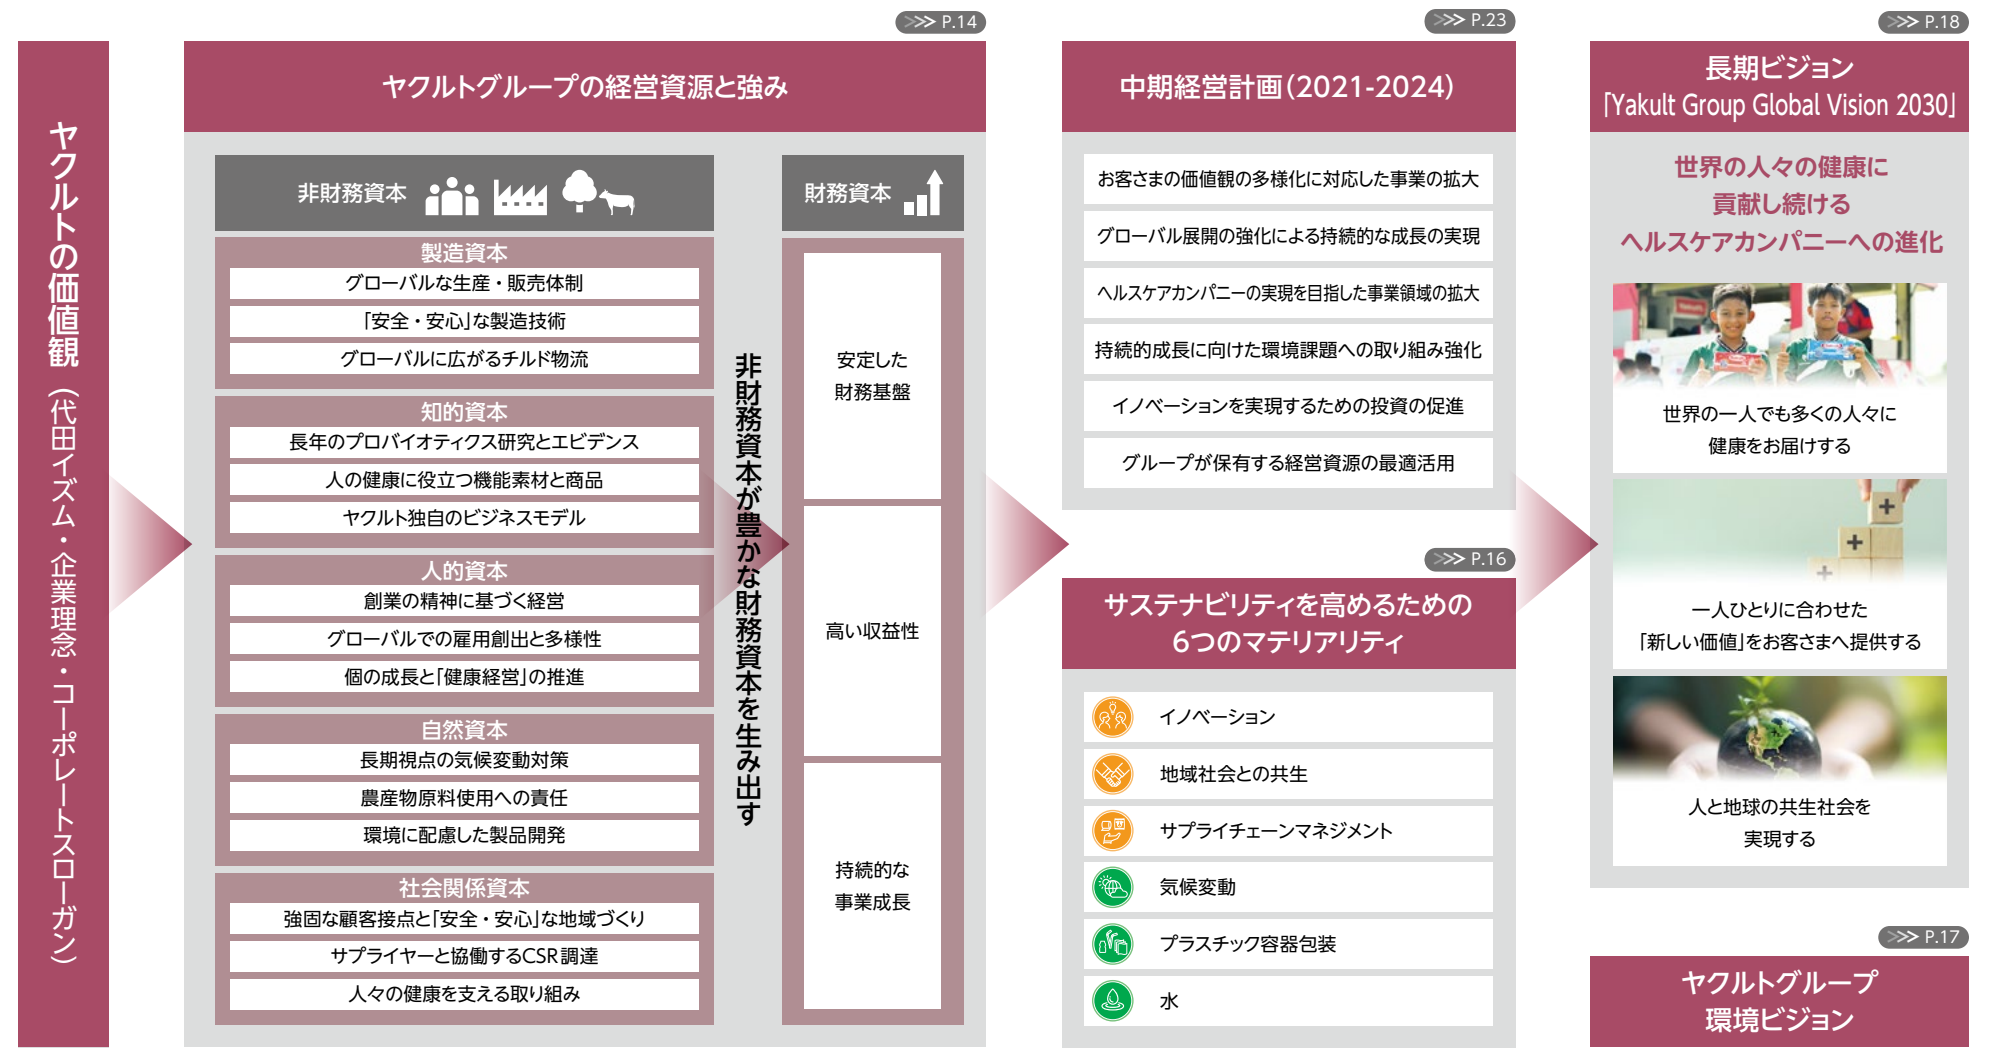 ヤクルトの価値観（代田イズム・企業理念・コーポレートスローガン）
>>> P.14
ヤクルトグループの経営資源と強み
非財務資本
製造資本
グローバルな生産・販売体制
「安全・安心」な製造技術
グローバルに広がるチルド物流
知的資本
長年のプロバイオティクス研究とエビデンス
人の健康に役立つ機能素材と商品
ヤクルト独自のビジネスモデル
人的資本
創業の精神に基づく経営
グローバルでの雇用創出と多様性
個の成長と「健康経営」の推進
自然資本
長期視点の気候変動対策
農産物原料使用への責任
環境に配慮した製品開発
社会関係資本
強固な顧客接点と「安全・安心」な地域づくり
サプライヤーと協働するCSR調達
人々の健康を支える取り組み
非財務資本が豊かな財務資本を生み出す
財務資本
安定した
財務基盤
高い収益性
持続的な
事業成長
>>> P.23
中期経営計画（2021-2024）
お客さまの価値観の多様化に対応した事業の拡大
グローバル展開の強化による持続的な成長の実現
ヘルスケアカンパニーの実現を目指した事業領域の拡大
持続的成長に向けた環境課題への取り組み強化
イノベーションを実現するための投資の促進
グループが保有する経営資源の最適活用
>>> P.16
サステナビリティを高めるための
6つのマテリアリティ
イノベーション
地域社会との共生
サプライチェーンマネジメント
気候変動
プラスチック容器包装
水
>>> P.18
長期ビジョン
「Yakult Group Global Vision 2030」
世界の人々の健康に
貢献し続ける
ヘルスケアカンパニーへの進化
世界の一人でも多くの人々に
健康をお届けする
一人ひとりに合わせた
「新しい価値」をお客さまへ提供する
人と地球の共生社会を
実現する
>>> P.17
ヤクルトグループ
環境ビジョン